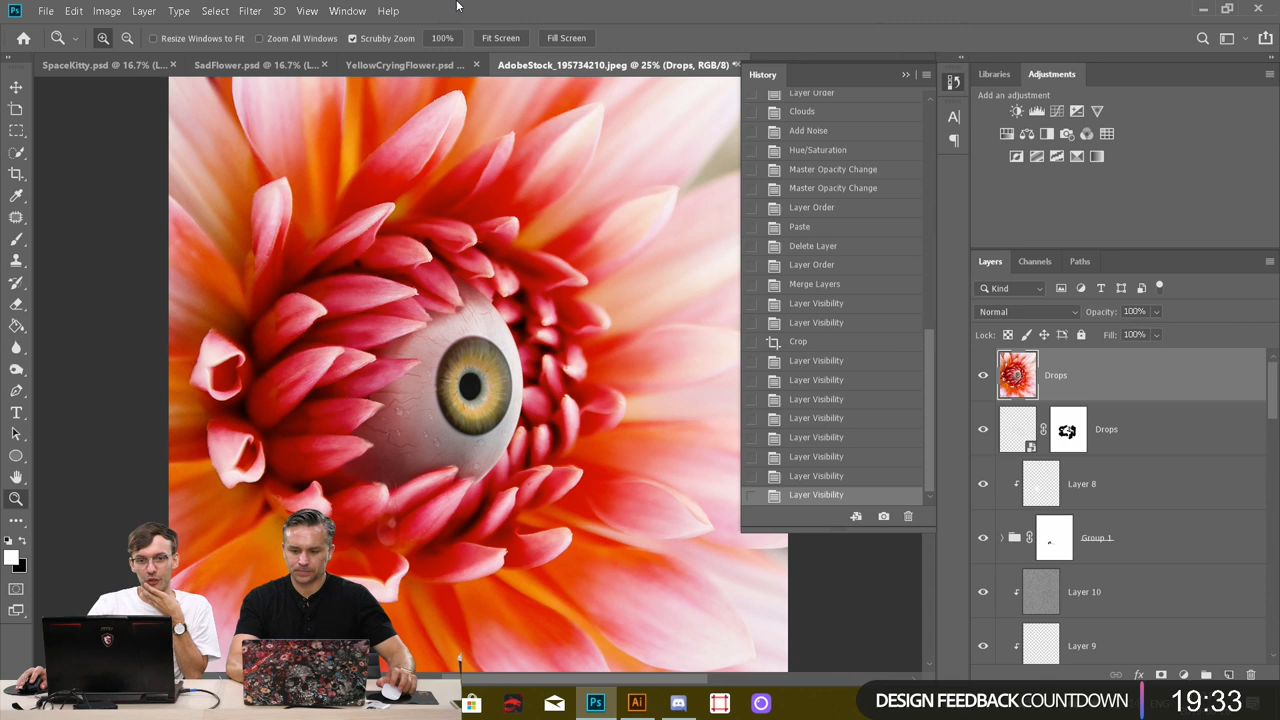 Ps File Edit Image Layer Type Select Filter 3D View Window Help
Resize Windows to Fit Zoom All Windows Scrubby Zoom 100% Fit Screen Fill Screen
SpaceKitty.psd @ 16.7% (L... × SadFlower.psd @ 16.7% (L... × YellowCryingFlower.psd ... × AdobeStock_195734210.jpeg @ 25% (Drops, RGB/8) *
History
Layer Order
Clouds
Add Noise
Hue/Saturation
Master Opacity Change
Master Opacity Change
Layer Order
Paste
Delete Layer
Layer Order
Merge Layers
Layer Visibility
Layer Visibility
Crop
Layer Visibility
Layer Visibility
Layer Visibility
Layer Visibility
Layer Visibility
Layer Visibility
Layer Visibility
Layer Visibility
Libraries Adjustments
Add an adjustment
Layers Channels Paths
Kind
Normal Opacity: 100%
Lock: Fill: 100%
Drops
Drops
Layer 8
Group 1
Layer 10
Layer 9
fx
Ps Ai
DESIGN FEEDBACK COUNTDOWN 19:33